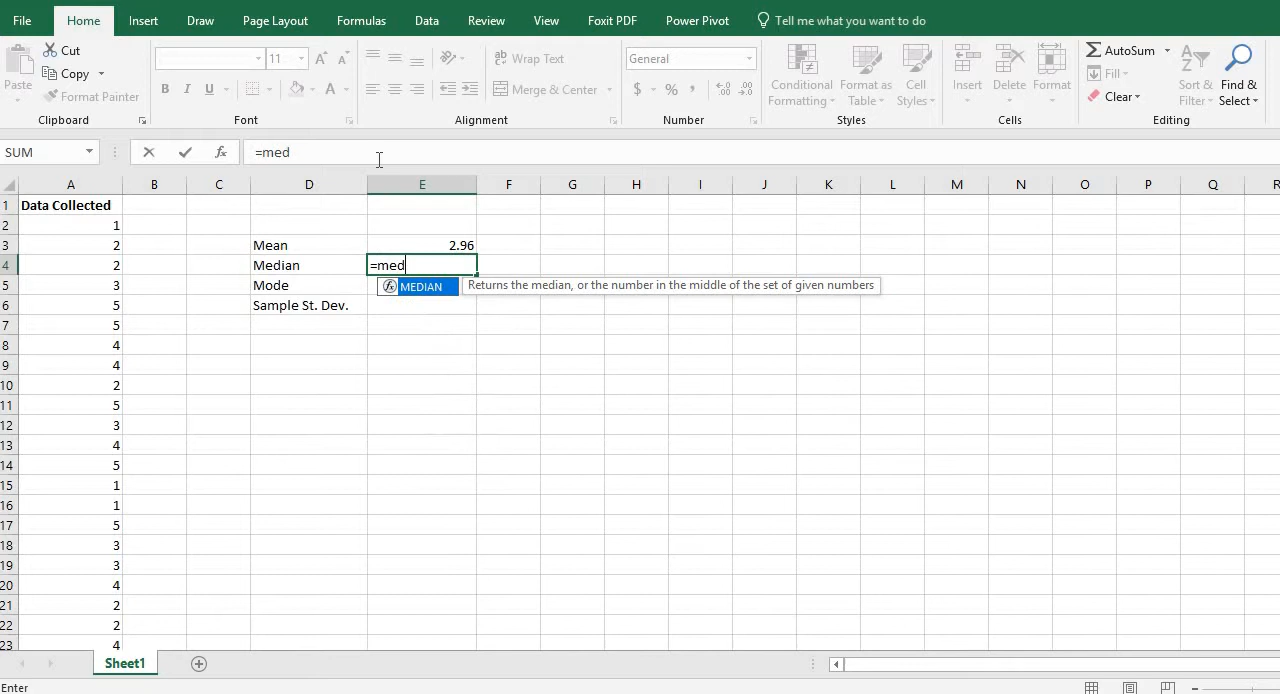 File Home Insert Draw Page Layout Formulas Data Review View Foxit PDF Power Pivot Tell me what you want to do
Paste Cut Copy Format Painter Clipboard
11 A A B I U A Font
ab Wrap Text Merge & Center Alignment
General $ % , .00 Number
Conditional Formatting Format as Table Cell Styles Styles
Insert Delete Format Cells
AutoSum Fill Clear Sort & Filter Find & Select Editing
SUM fx =med
A B C D E F G H I J K L M N O P Q R
1 Data Collected
2 1
3 2 Mean 2.96
4 2 Median =med
5 3 Mode fx MEDIAN Returns the median, or the number in the middle of the set of given numbers
6 5 Sample St. Dev.
7 5
8 4
9 4
10 2
11 5
12 3
13 4
14 5
15 1
16 1
17 5
18 3
19 3
20 4
21 2
22 2
23 4
Sheet1
Enter